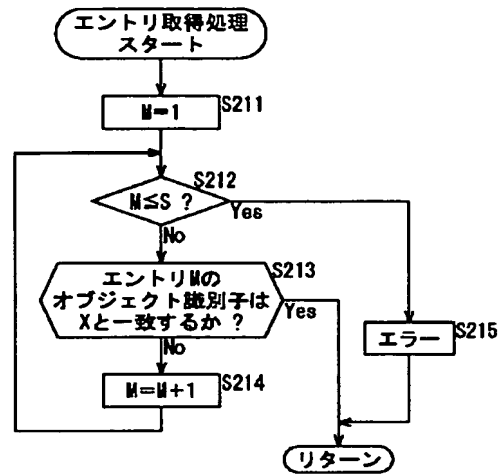 エントリ取得処理
スタート
M=1
S211
S212
M≦S ?
Yes
No
S213
エントリMの
オブジェクト識別子は
Xと一致するか ?
Yes
No
エラー
S215
M=M+1
S214
リターン